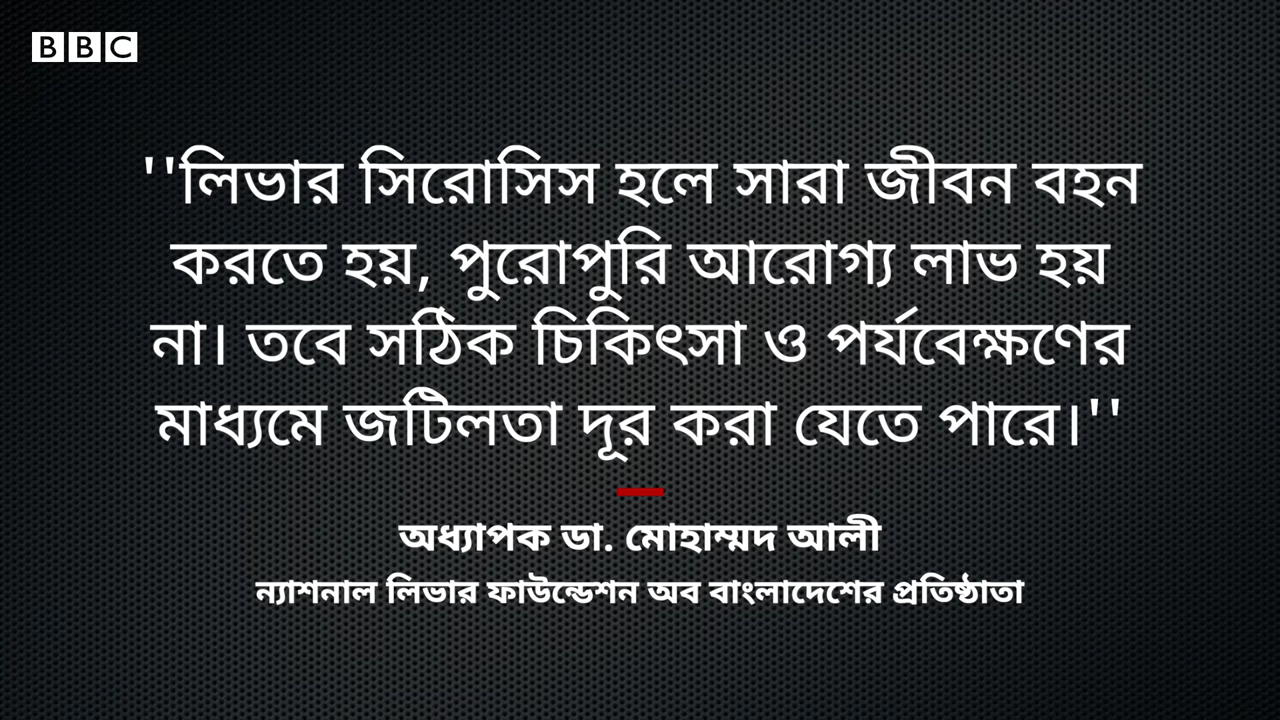 BBC
''লিভার সিরোসিস হলে সারা জীবন বহন
করতে হয়, পুরোপুরি আরোগ্য লাভ হয়
না। তবে সঠিক চিকিৎসা ও পর্যবেক্ষণের
মাধ্যমে জটিলতা দূর করা যেতে পারে।''
অধ্যাপক ডা. মোহাম্মদ আলী
ন্যাশনাল লিভার ফাউন্ডেশন অব বাংলাদেশের প্রতিষ্ঠাতা